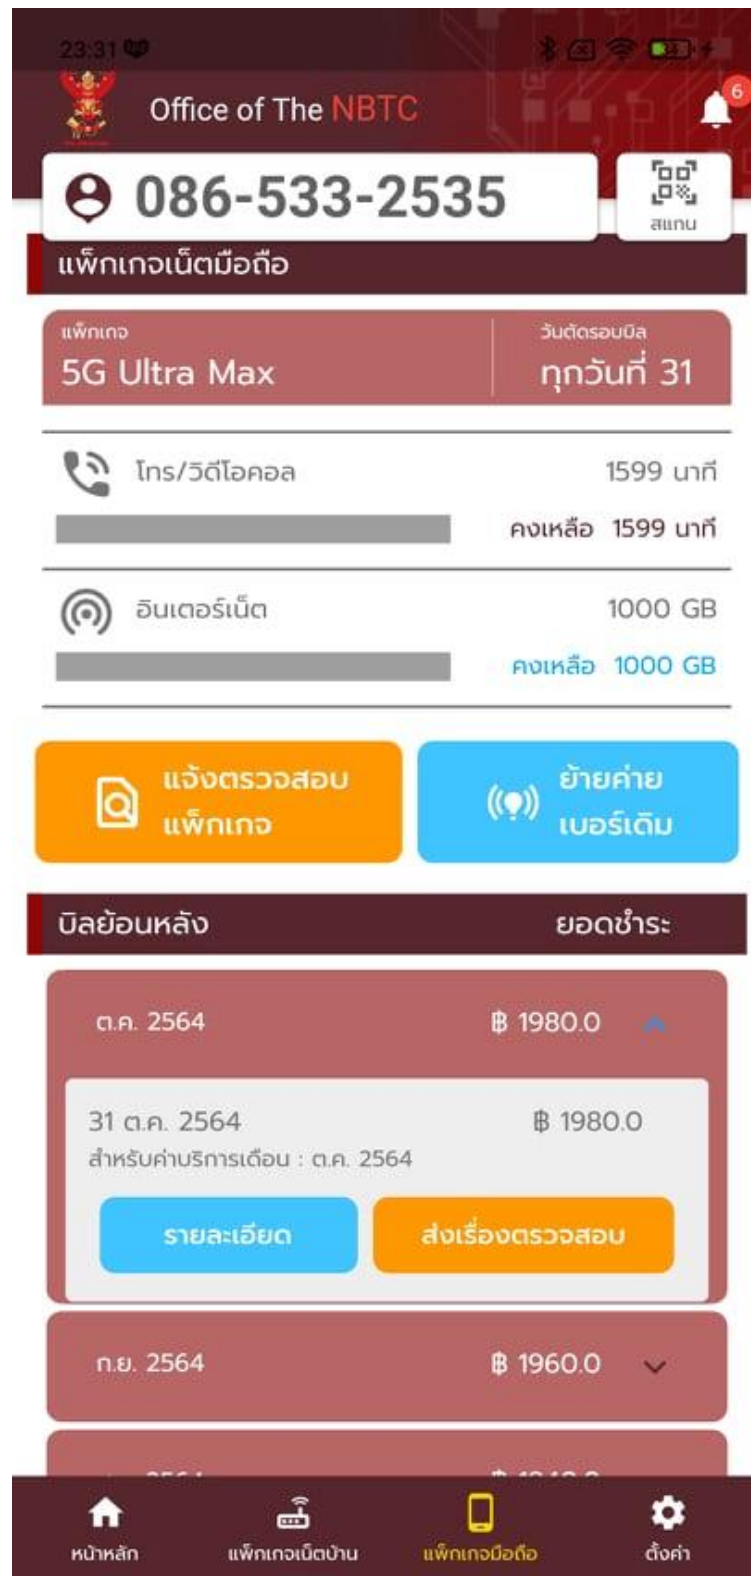 23:31
Office of The NBTC
6
086-533-2535
สแกน
แพ็กเกจเน็ตมือถือ
แพ็กเกจ วันตัดรอบบิล
5G Ultra Max ทุกวันที่ 31
โทร/วิดีโอคอล 1599 นาที
คงเหลือ 1599 นาที
อินเตอร์เน็ต 1000 GB
คงเหลือ 1000 GB
แจ้งตรวจสอบ
แพ็กเกจ
ย้ายค่าย
เบอร์เดิม
บิลย้อนหลัง ยอดชำระ
ต.ค. 2564 ฿ 1980.0
31 ต.ค. 2564 ฿ 1980.0
สำหรับค่าบริการเดือน : ต.ค. 2564
รายละเอียด ส่งเรื่องตรวจสอบ
ก.ย. 2564 ฿ 1960.0
หน้าหลัก แพ็กเกจเน็ตบ้าน แพ็กเกจมือถือ ตั้งค่า